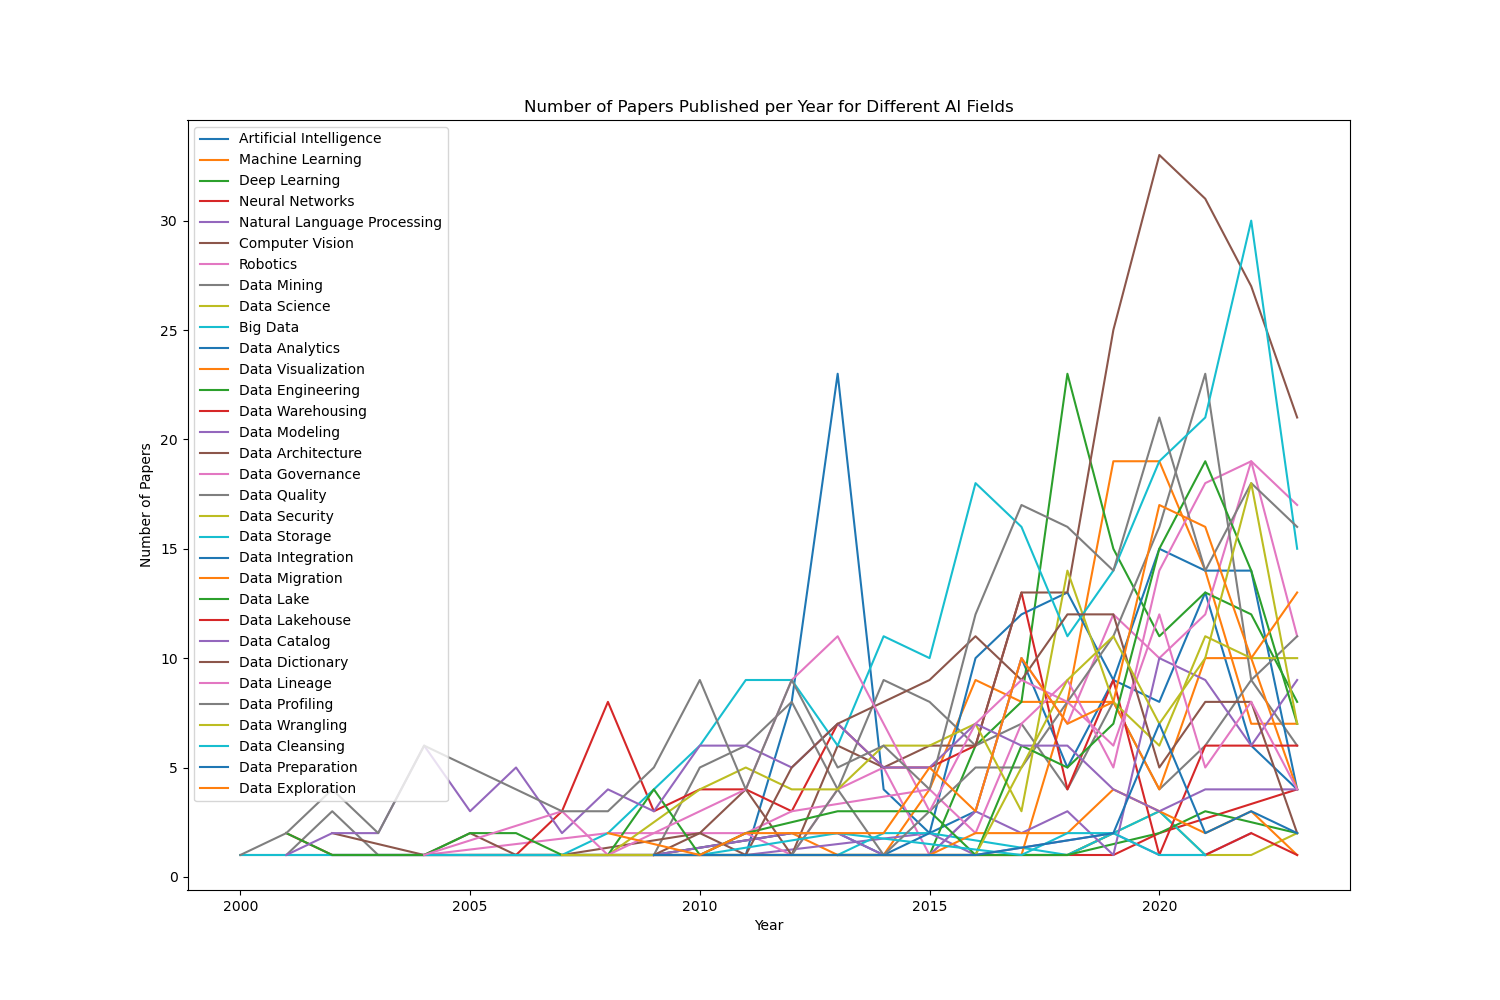 Number of Papers Published per Year for Different AI Fields
Artificial Intelligence
Machine Learning
Deep Learning
Neural Networks
Natural Language Processing
Computer Vision
Robotics
Data Mining
Data Science
Big Data
Data Analytics
Data Visualization
Data Engineering
Data Warehousing
Data Modeling
Data Architecture
Data Governance
Data Quality
Data Security
Data Storage
Data Integration
Data Migration
Data Lake
Data Lakehouse
Data Catalog
Data Dictionary
Data Lineage
Data Profiling
Data Wrangling
Data Cleansing
Data Preparation
Data Exploration
Number of Papers
30
25
20
15
10
5
0
2000 2005 2010 2015 2020
Year